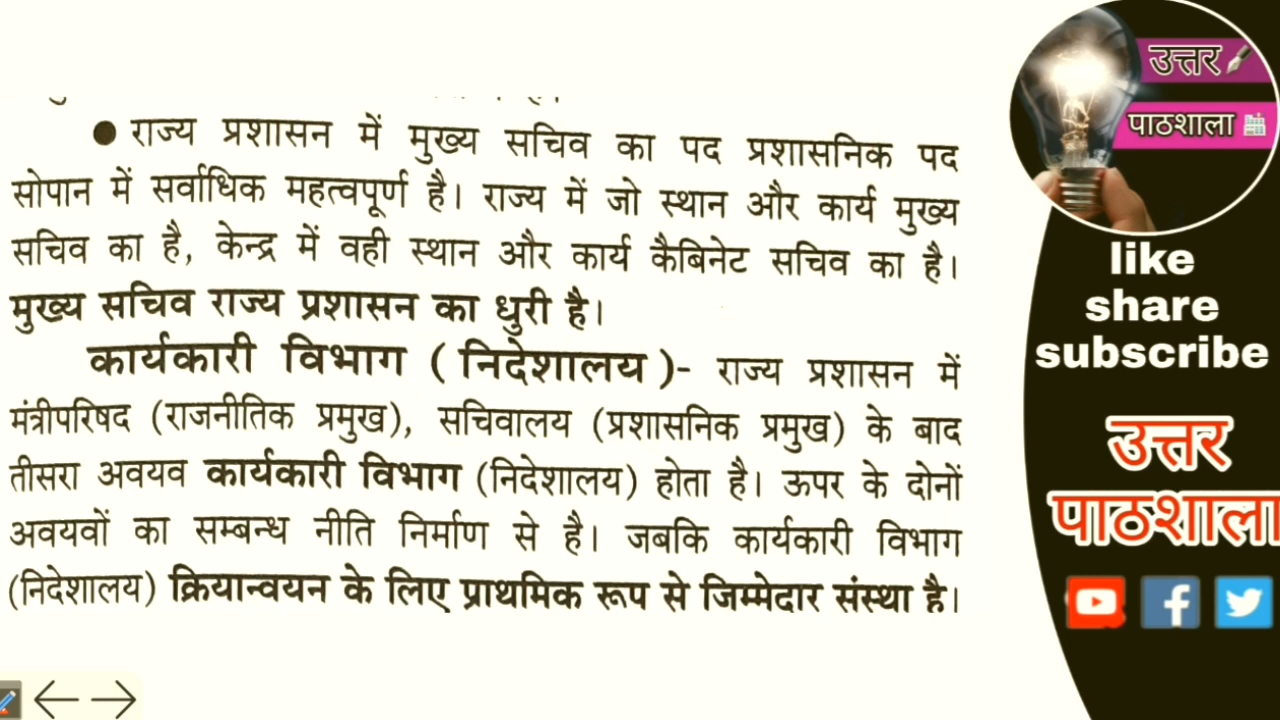 ● राज्य प्रशासन में मुख्य सचिव का पद प्रशासनिक पद
सोपान में सर्वाधिक महत्वपूर्ण है। राज्य में जो स्थान और कार्य मुख्य
सचिव का है, केन्द्र में वही स्थान और कार्य कैबिनेट सचिव का है।
मुख्य सचिव राज्य प्रशासन का धुरी है।
कार्यकारी विभाग ( निदेशालय )- राज्य प्रशासन में
मंत्रीपरिषद (राजनीतिक प्रमुख), सचिवालय (प्रशासनिक प्रमुख) के बाद
तीसरा अवयव कार्यकारी विभाग (निदेशालय) होता है। ऊपर के दोनों
अवयवों का सम्बन्ध नीति निर्माण से है। जबकि कार्यकारी विभाग
(निदेशालय) क्रियान्वयन के लिए प्राथमिक रूप से जिम्मेदार संस्था है।
उत्तर
पाठशाला
like
share
subscribe
उत्तर
पाठशाला